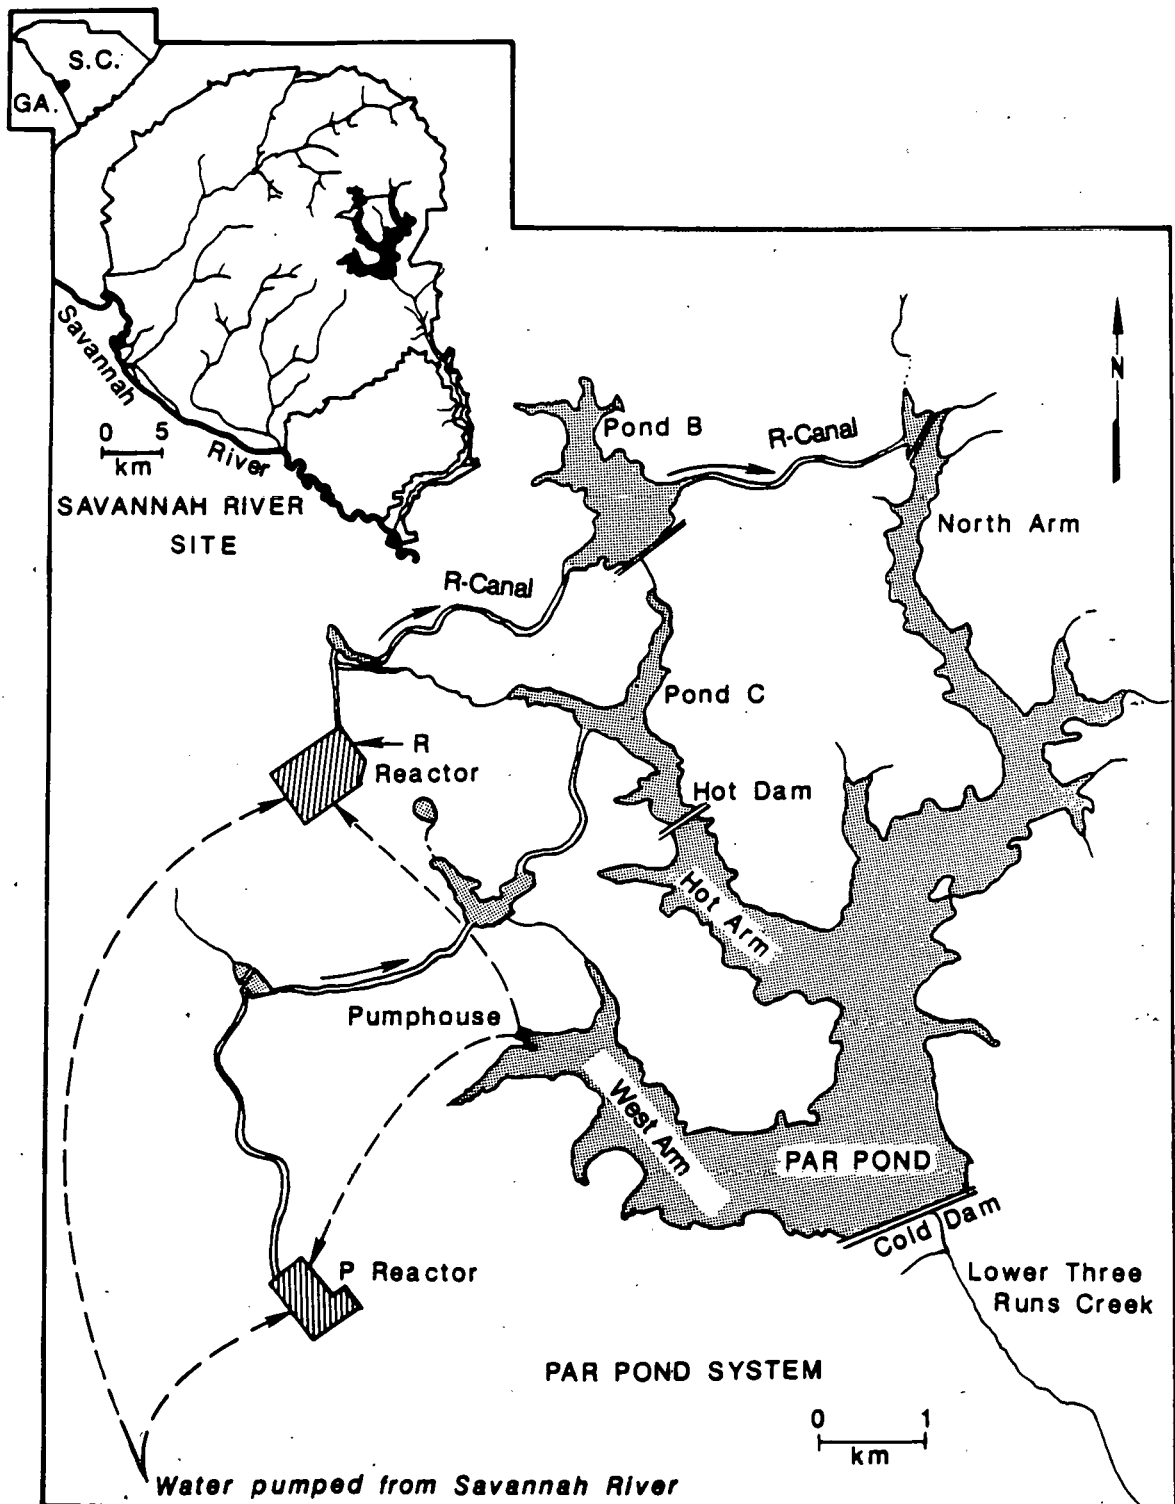 S.C.
GA.
Savannah
River
0 5
km
SAVANNAH RIVER
SITE
N
Pond B
R-Canal
North Arm
R-Canal
Pond C
R
Reactor
Hot Dam
Hot Arm
Pumphouse
West Arm
PAR POND
Cold Dam
P Reactor
Lower Three
Runs Creek
PAR POND SYSTEM
0 1
km
Water pumped from Savannah River